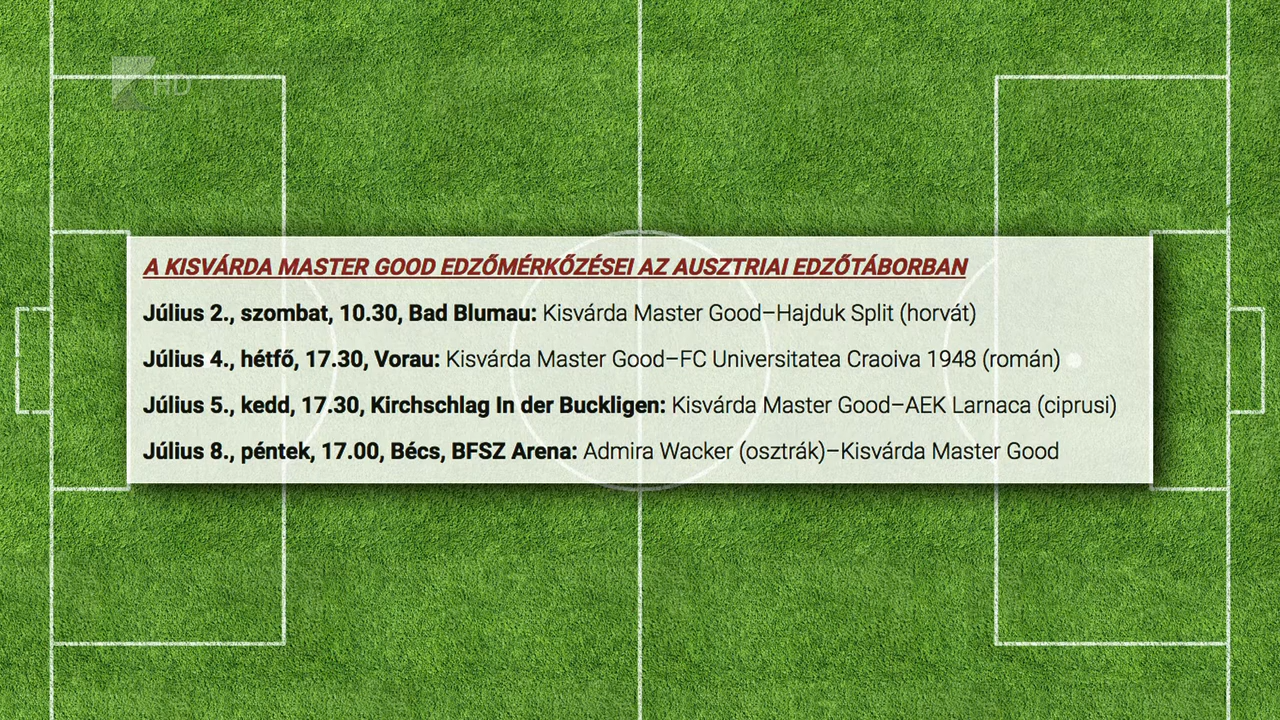 HD
A KISVÁRDA MASTER GOOD EDZŐMÉRKŐZÉSEI AZ AUSZTRIAI EDZŐTÁBORBAN
Július 2., szombat, 10.30, Bad Blumau: Kisvárda Master Good–Hajduk Split (horvát)
Július 4., hétfő, 17.30, Vorau: Kisvárda Master Good–FC Universitatea Craoiva 1948 (román)
Július 5., kedd, 17.30, Kirchschlag In der Buckligen: Kisvárda Master Good–AEK Larnaca (ciprusi)
Július 8., péntek, 17.00, Bécs, BFSZ Arena: Admira Wacker (osztrák)–Kisvárda Master Good